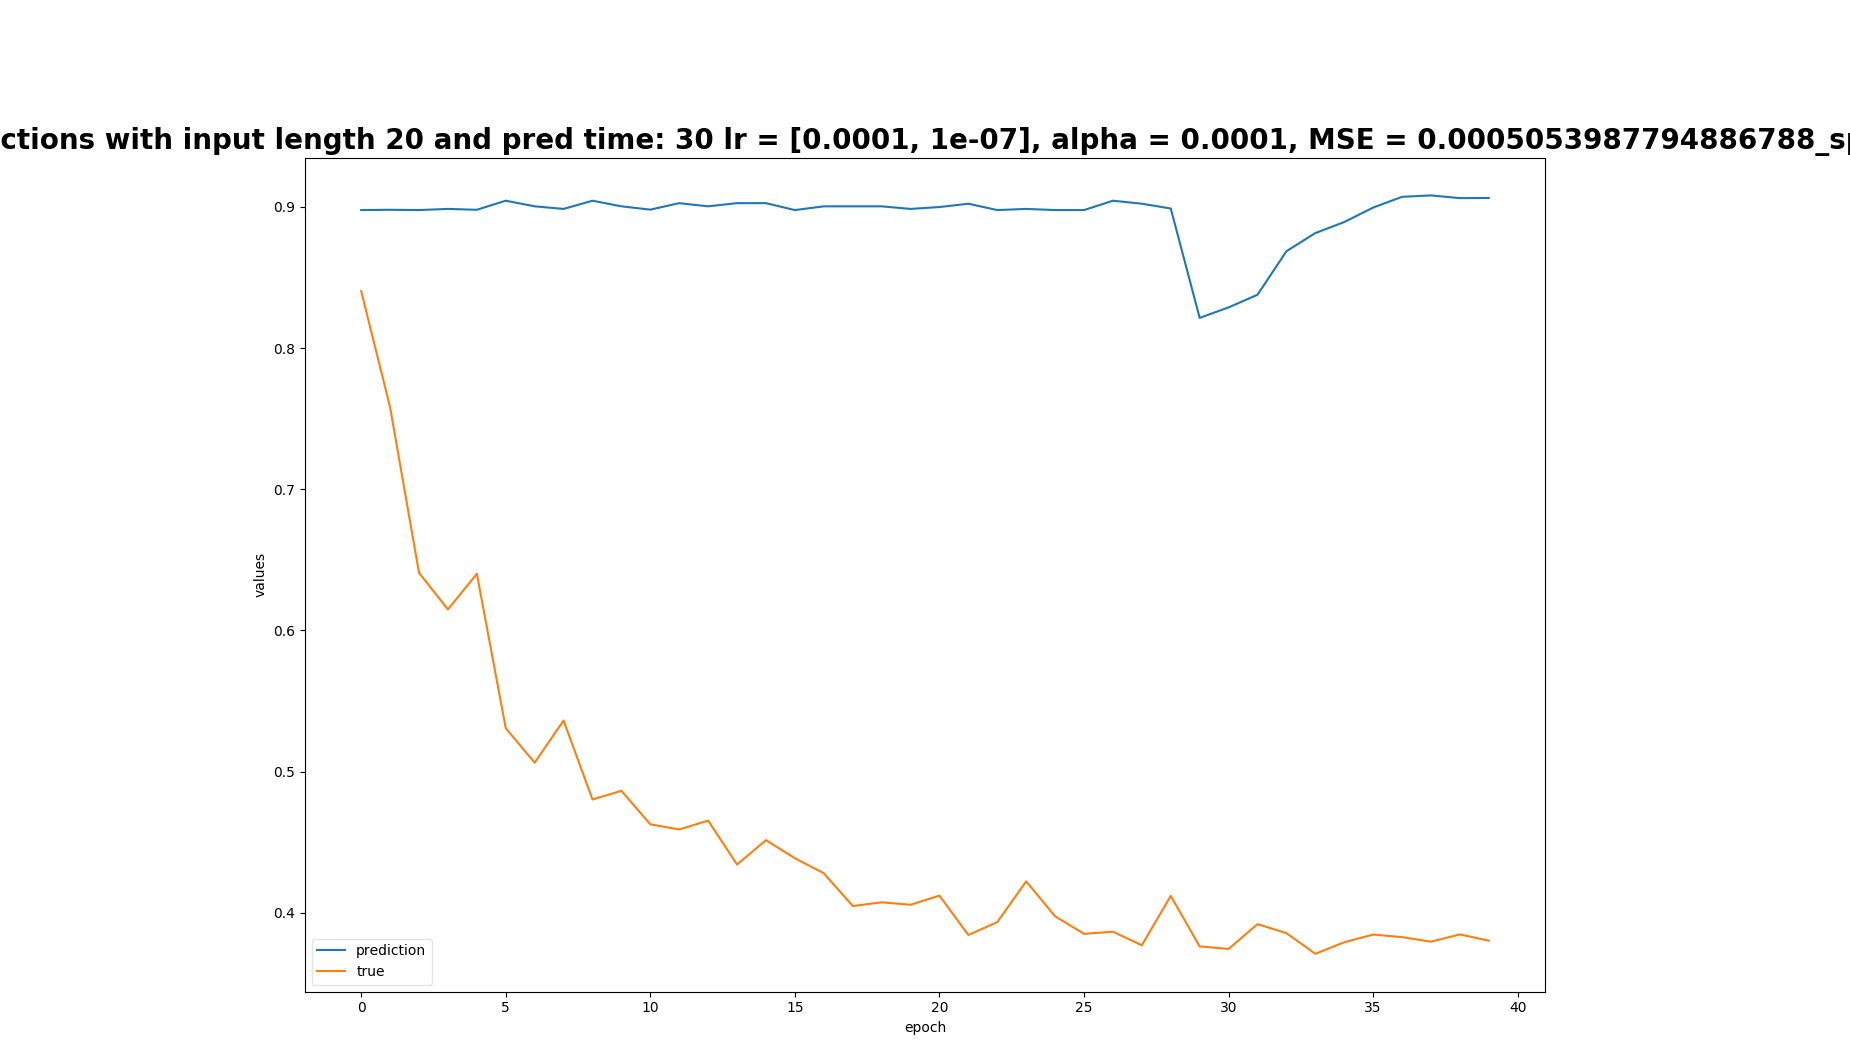 ctions with input length 20 and pred time: 30 lr = [0.0001, 1e-07], alpha = 0.0001, MSE = 0.0005053987794886788_sp
0.9
0.8
0.7
0.6
0.5
0.4
values
prediction
true
0 5 10 15 20 25 30 35 40
epoch